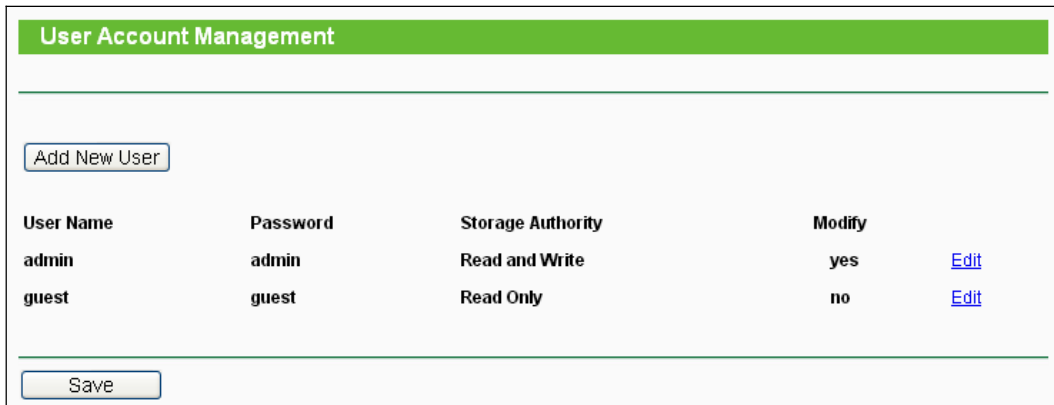 User Account Management
Add New User
User Name Password Storage Authority Modify
admin admin Read and Write yes Edit
guest guest Read Only no Edit
Save